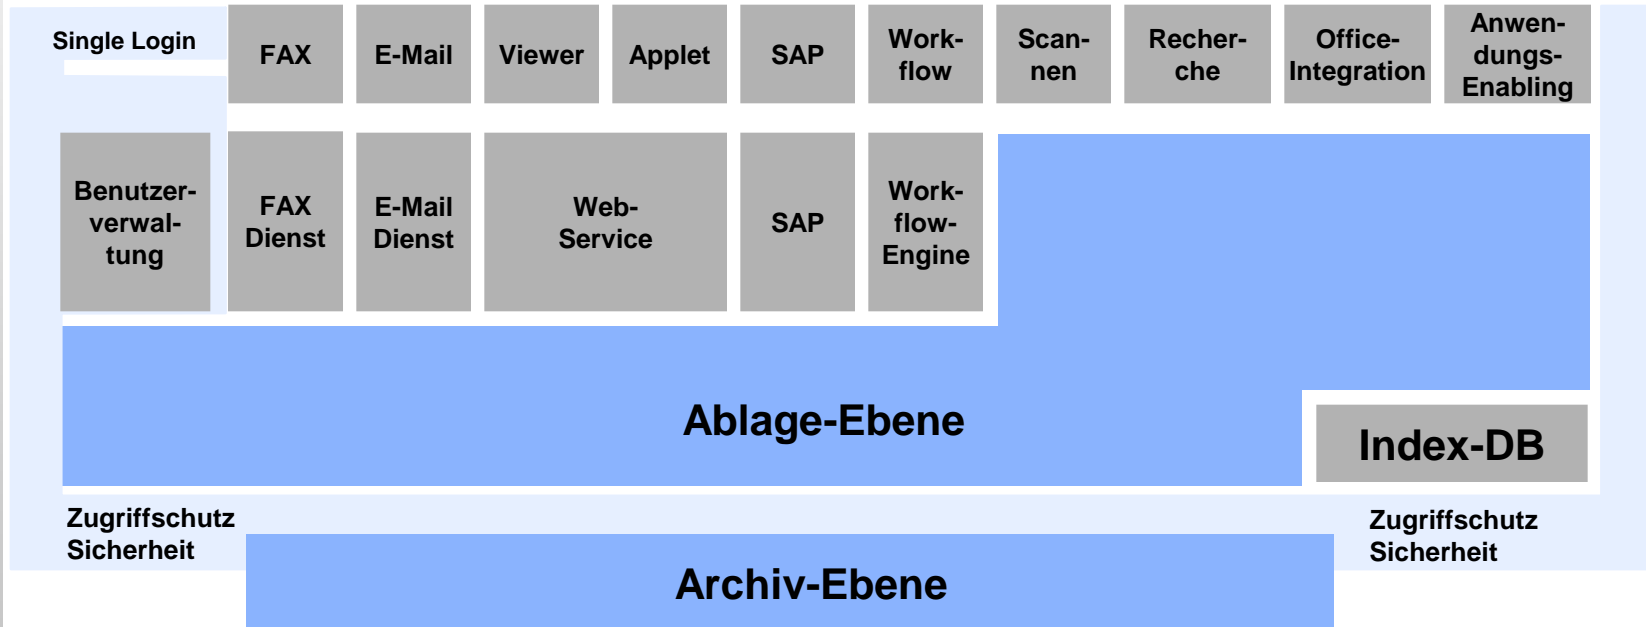 Single Login
FAX
E-Mail
Viewer
Applet
SAP
Work-
flow
Scan-
nen
Recher-
che
Office-
Integration
Anwen-
dungs-
Enabling
Benutzer-
verwal-
tung
FAX
Dienst
E-Mail
Dienst
Web-
Service
SAP
Work-
flow-
Engine
Ablage-Ebene
Index-DB
Zugriffschutz
Sicherheit
Zugriffschutz
Sicherheit
Archiv-Ebene